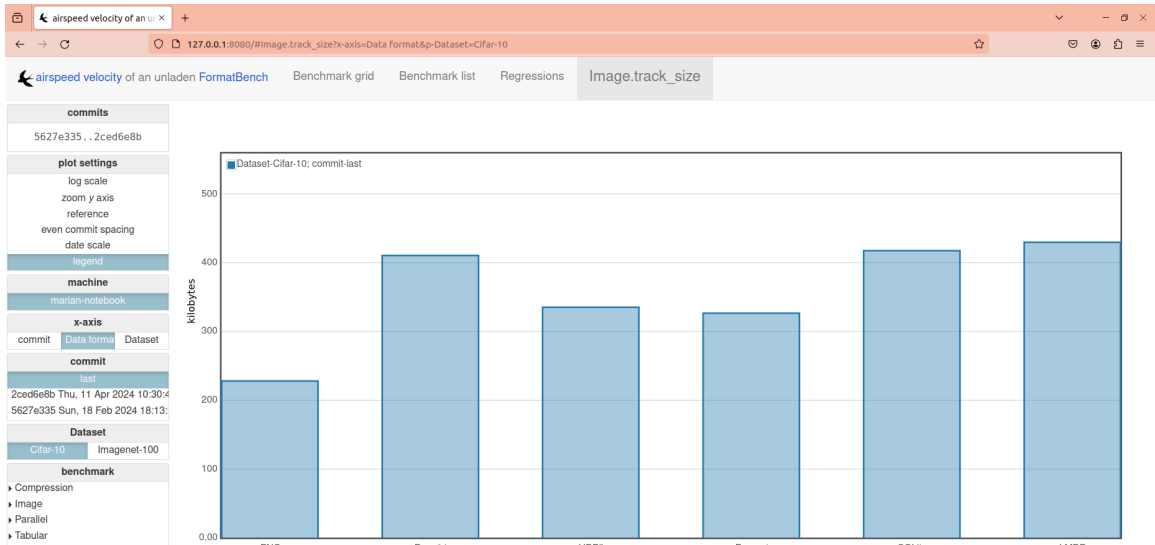 airspeed velocity of an un
127.0.0.1:8080/#Image.track_size?x-axis=Data format&p-Dataset=Cifar-10
airspeed velocity of an unladen FormatBench Benchmark grid Benchmark list Regressions Image.track_size
commits
5627e335..2ced6e8b
plot settings
log scale
zoom y axis
reference
even commit spacing
date scale
legend
machine
marian-notebook
x-axis
commit Data forma Dataset
commit
last
2ced6e8b Thu, 11 Apr 2024 10:30:4
5627e335 Sun, 18 Feb 2024 18:13:
Dataset
Cifar-10 Imagenet-100
benchmark
Compression
Image
Parallel
Tabular
Dataset-Cifar-10; commit-last
kilobytes
500
400
300
200
100
0.00